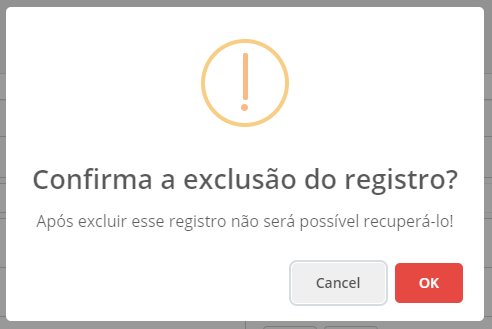 Confirma a exclusão do registro?
Após excluir esse registro não será possível recuperá-lo!
Cancel
OK